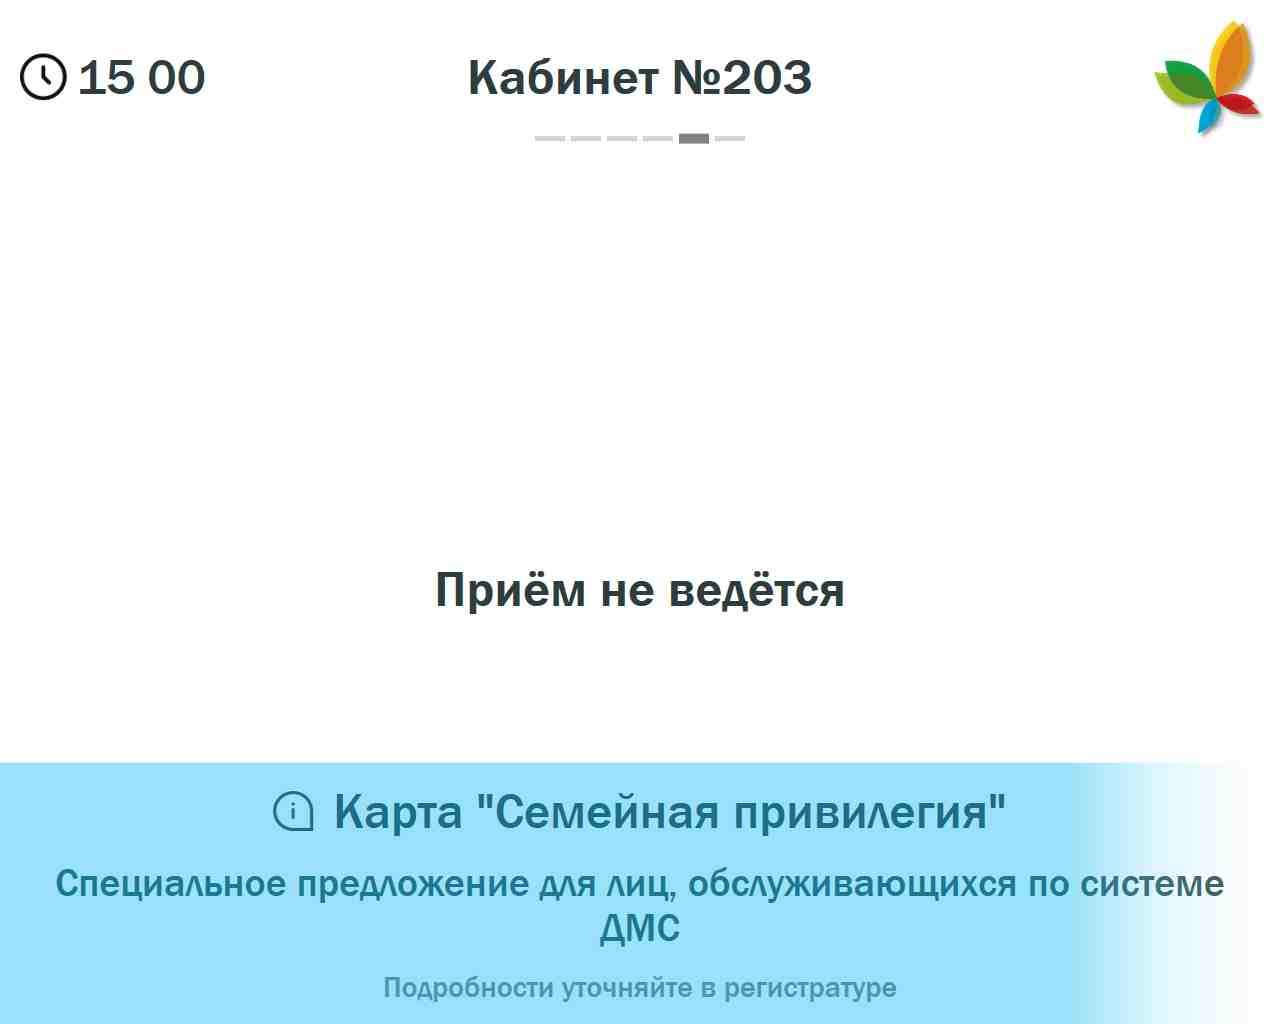 15 00
Кабинет №203
Приём не ведётся
Карта "Семейная привилегия"
Специальное предложение для лиц, обслуживающихся по системе
ДМС
Подробности уточняйте в регистратуре